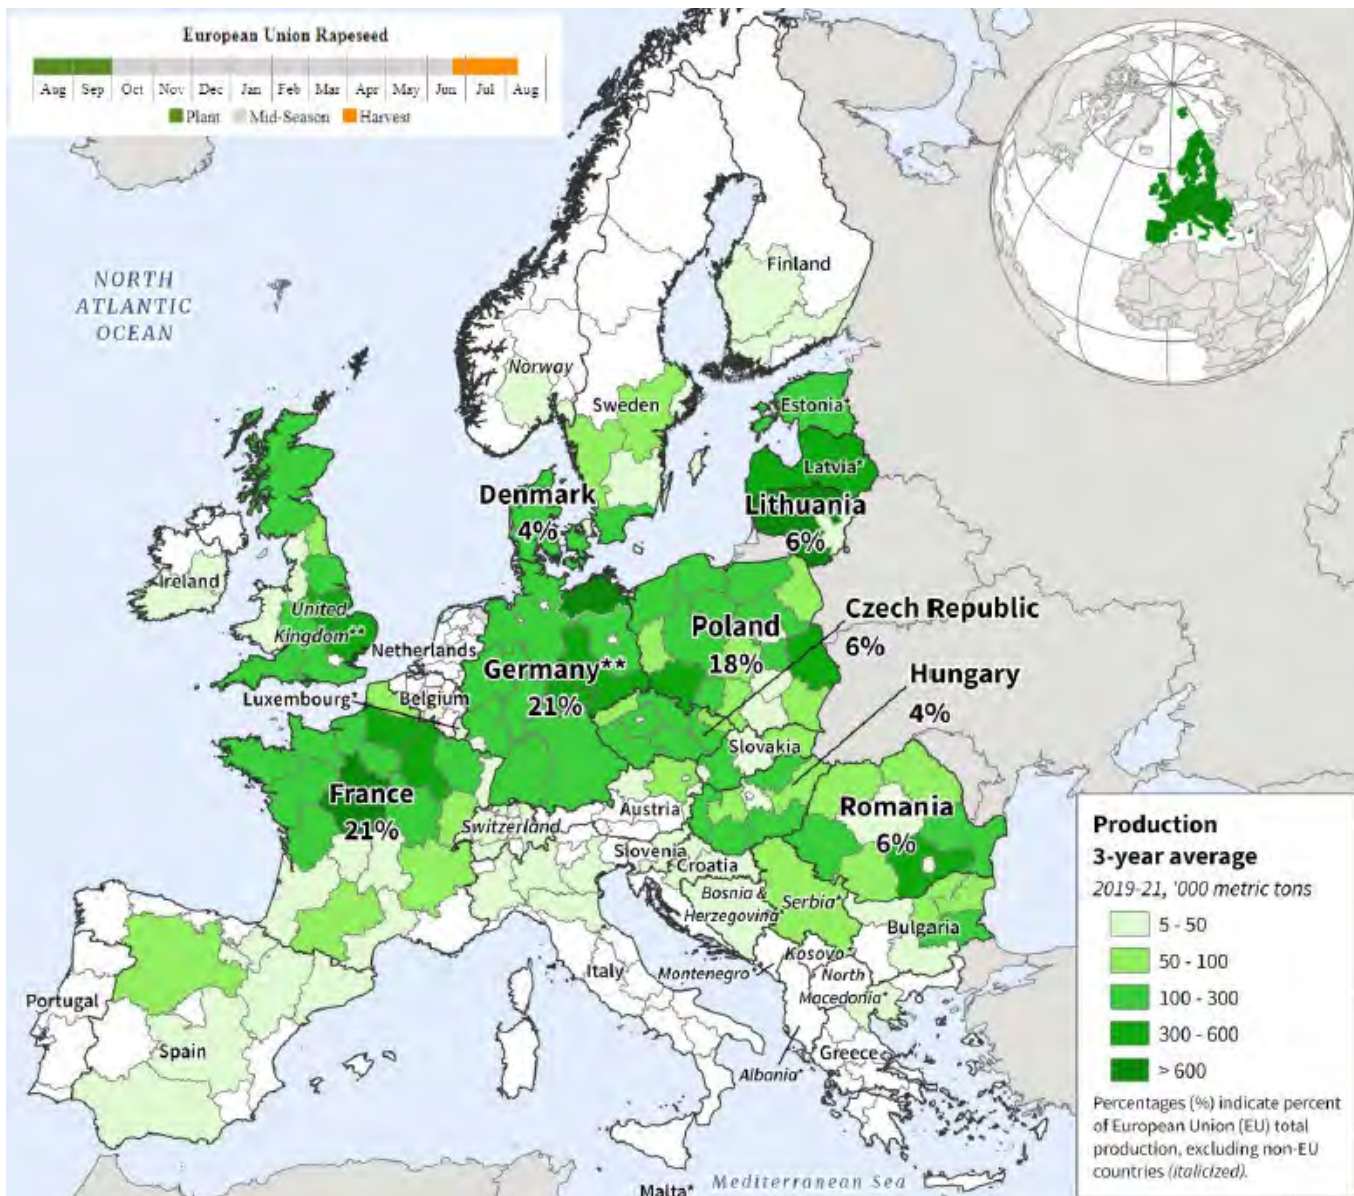 European Union Rapeseed
Aug Sep Oct Nov Dec Jan Feb Mar Apr May Jun Jul Aug
Plant Mid-Season Harvest
NORTH
ATLANTIC
OCEAN
Finland
Norway
Sweden
Estonia*
Latvia*
Denmark
4%
Lithuania
6%
Ireland
United
Kingdom**
Netherlands
Poland
18%
Czech Republic
6%
Germany**
21%
Hungary
4%
Luxembourg*
Belgium
Slovakia
France
21%
Austria
Romania
6%
Switzerland
Slovenia
Croatia
Bosnia &
Herzegovina*
Serbia*
Bulgaria
Kosovo*
Montenegro*
North
Macedonia*
Italy
Portugal
Spain
Greece
Albania*
Malta*
Mediterranean Sea
Production
3-year average
2019-21, '000 metric tons
5 - 50
50 - 100
100 - 300
300 - 600
> 600
Percentages (%) indicate percent
of European Union (EU) total
production, excluding non-EU
countries (italicized).